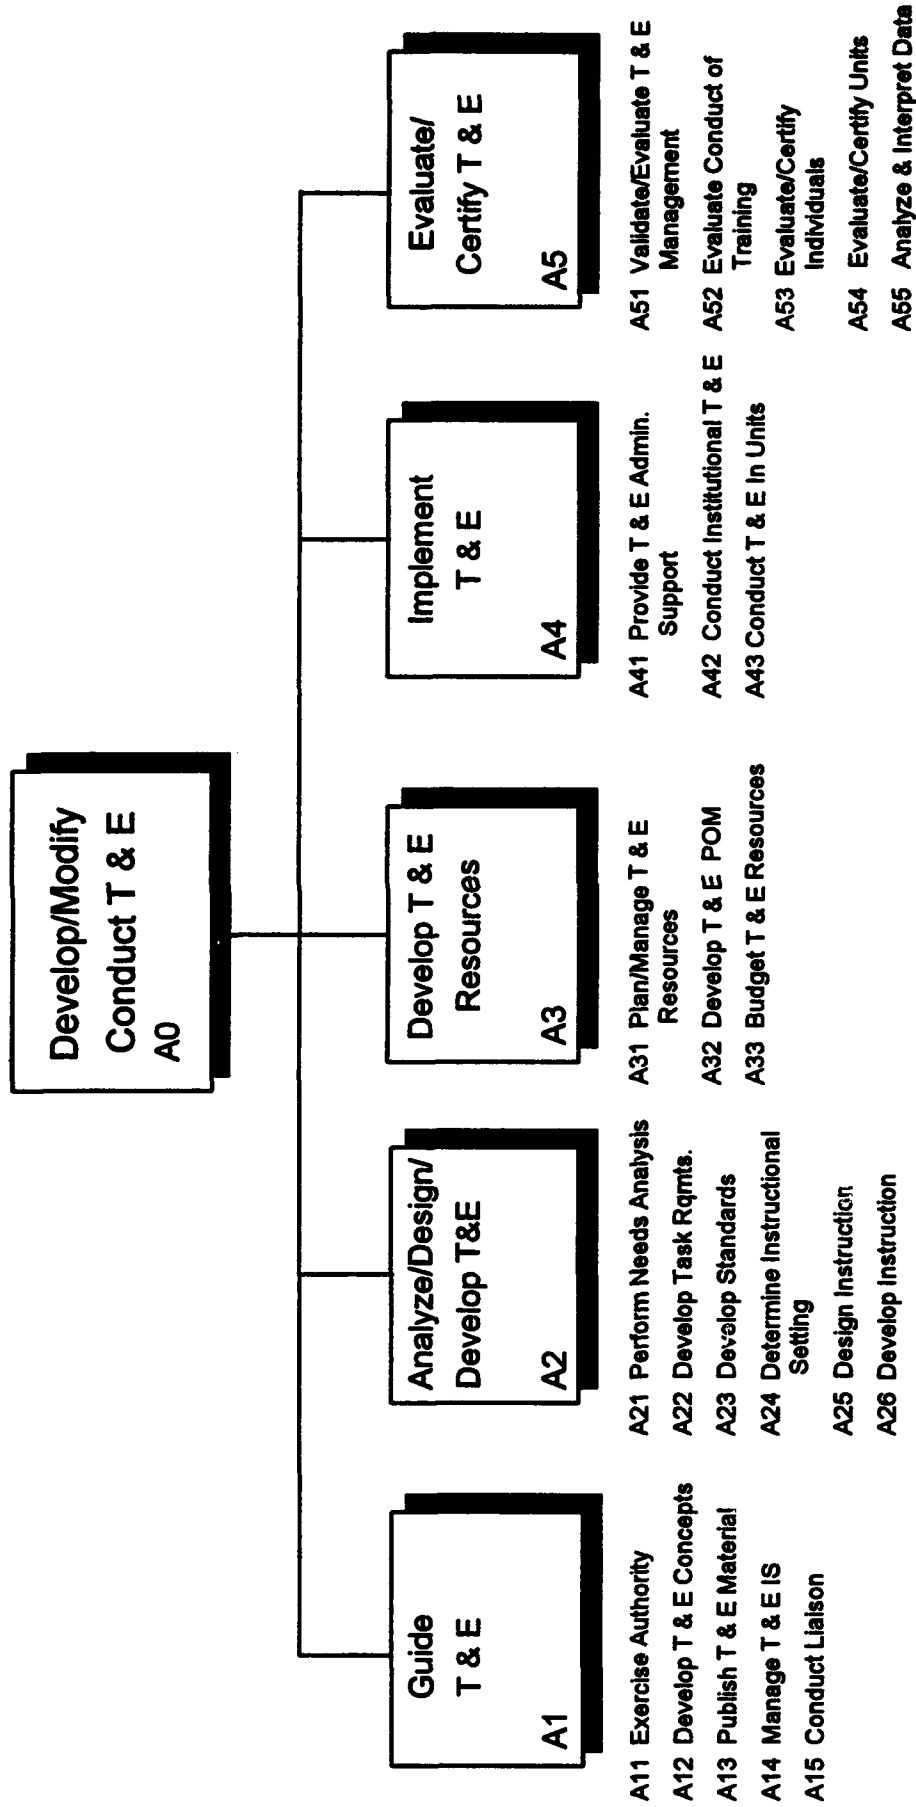 Develop/Modify
Conduct T & E
A0
Guide
T & E
A1
A11 Exercise Authority
A12 Develop T & E Concepts
A13 Publish T & E Material
A14 Manage T & E IS
A15 Conduct Liaison
Analyze/Design/
Develop T&E
A2
A21 Perform Needs Analysis
A22 Develop Task Rqmts.
A23 Develop Standards
A24 Determine Instructional
Setting
A25 Design Instruction
A26 Develop Instruction
Develop T & E
Resources
A3
A31 Plan/Manage T & E
Resources
A32 Develop T & E POM
A33 Budget T & E Resources
Implement
T & E
A4
A41 Provide T & E Admin.
Support
A42 Conduct Institutional T & E
A43 Conduct T & E In Units
Evaluate/
Certify T & E
A5
A51 Validate/Evaluate T & E
Management
A52 Evaluate Conduct of
Training
A53 Evaluate/Certify
Individuals
A54 Evaluate/Certify Units
A55 Analyze & Interpret Data